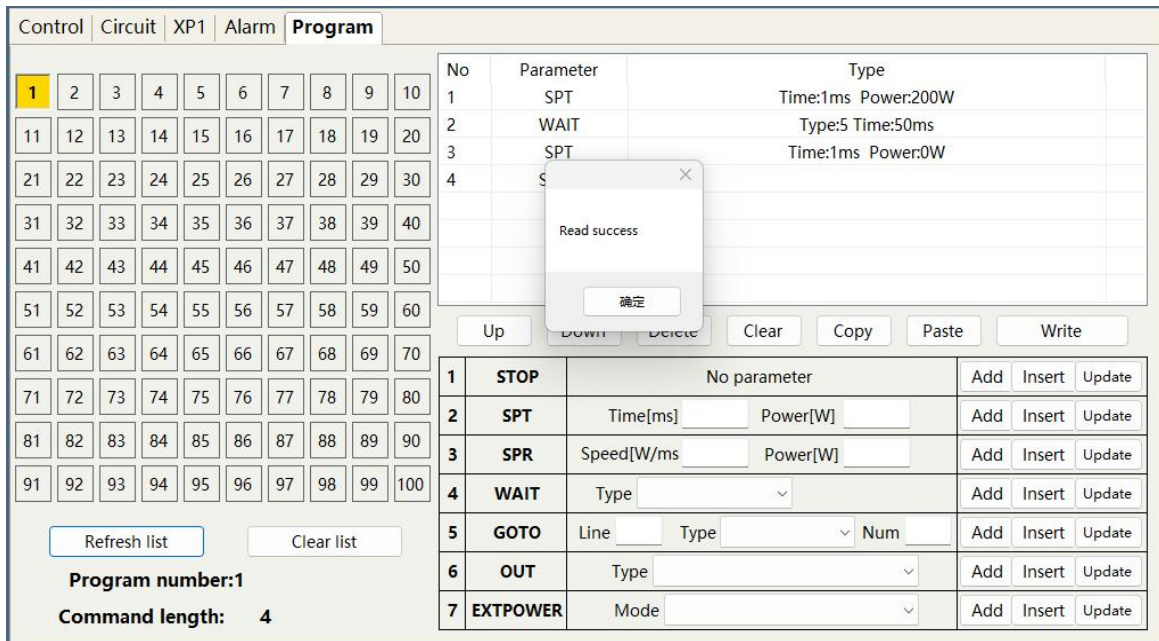 Control Circuit XP1 Alarm Program
No Parameter Type
1 SPT Time:1ms Power:200W
2 WAIT Type:5 Time:50ms
3 SPT Time:1ms Power:0W
4
Read success
确定
1 2 3 4 5 6 7 8 9 10
11 12 13 14 15 16 17 18 19 20
21 22 23 24 25 26 27 28 29 30
31 32 33 34 35 36 37 38 39 40
41 42 43 44 45 46 47 48 49 50
51 52 53 54 55 56 57 58 59 60
61 62 63 64 65 66 67 68 69 70
71 72 73 74 75 76 77 78 79 80
81 82 83 84 85 86 87 88 89 90
91 92 93 94 95 96 97 98 99 100
Refresh list Clear list
Program number:1
Command length: 4
Up Down Delete Clear Copy Paste Write
1 STOP No parameter Add Insert Update
2 SPT Time[ms] Power[W] Add Insert Update
3 SPR Speed[W/ms Power[W] Add Insert Update
4 WAIT Type Add Insert Update
5 GOTO Line Type Num Add Insert Update
6 OUT Type Add Insert Update
7 EXTPOWER Mode Add Insert Update